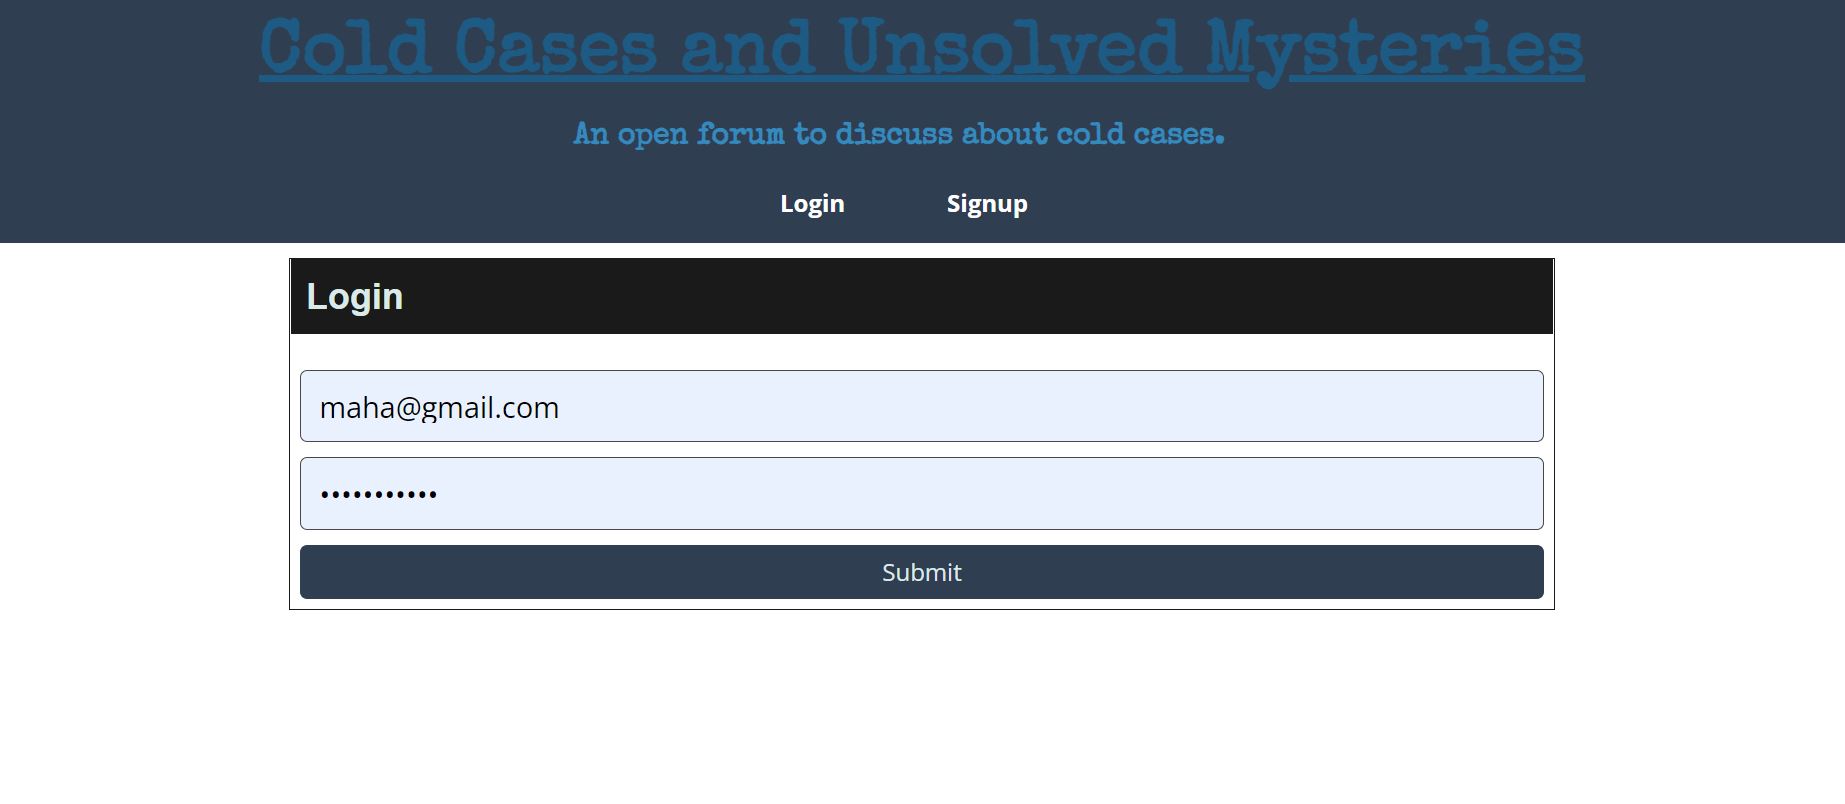 Cold Cases and Unsolved Mysteries
An open forum to discuss about cold cases.
Login Signup
Login
maha@gmail.com
•••••••••••
Submit